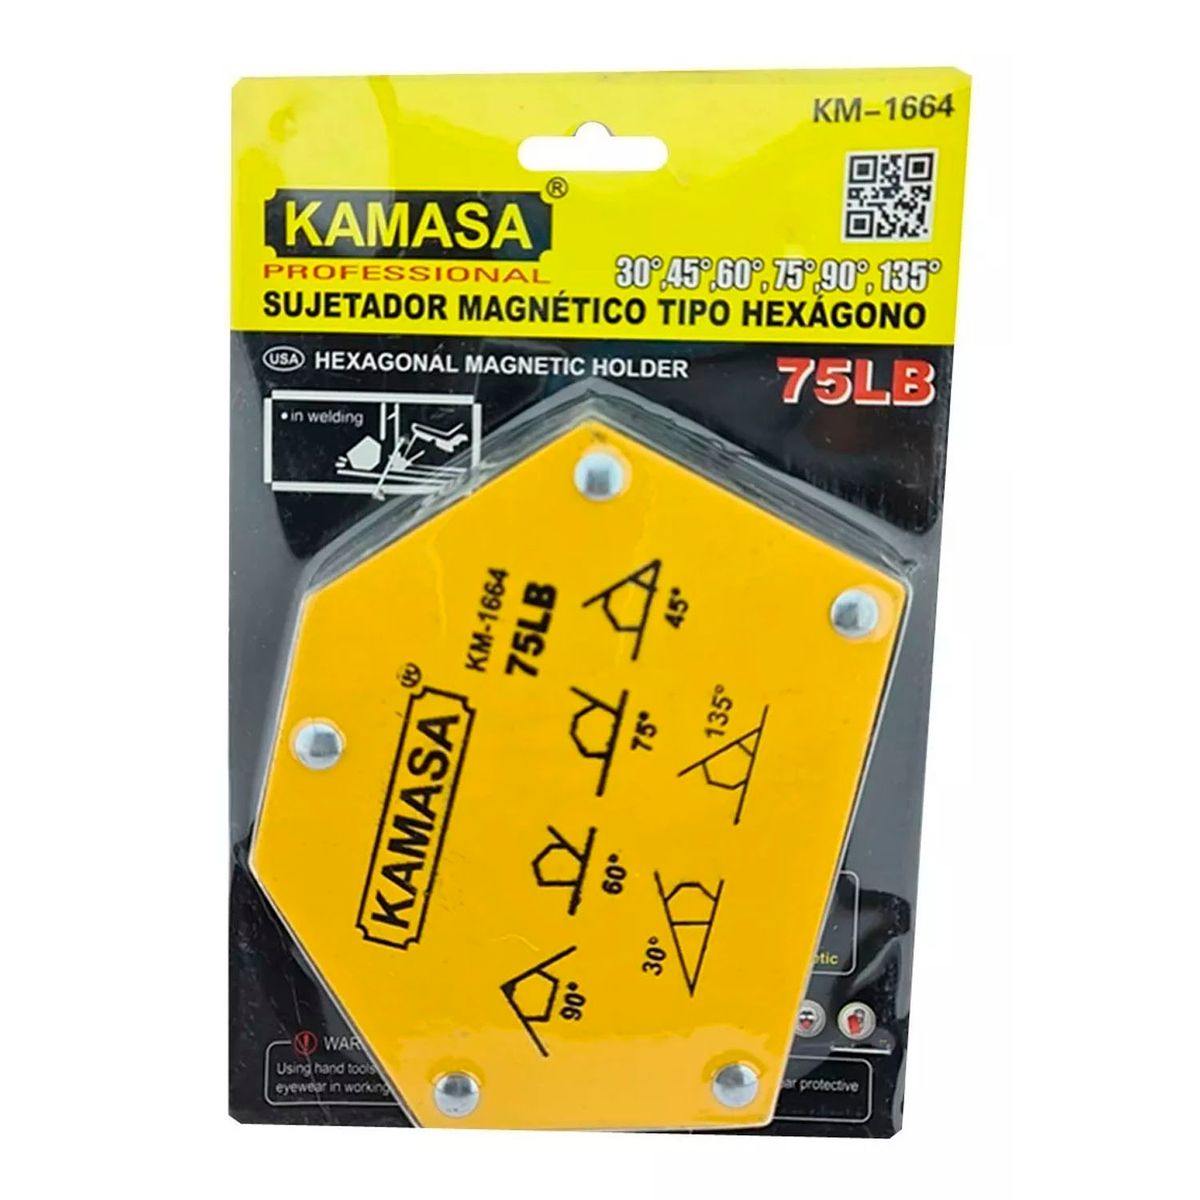 KM-1664
KAMASA®
PROFESSIONAL
30°,45°,60°,75°,90°,135°
SUJETADOR MAGNÉTICO TIPO HEXÁGONO
USA HEXAGONAL MAGNETIC HOLDER
75LB
•in welding
KM-1664
75LB
KAMASA®
45°
75°
135°
60°
30°
90°
etic
WAR
Using hand tools
eyewear in working
ar protective